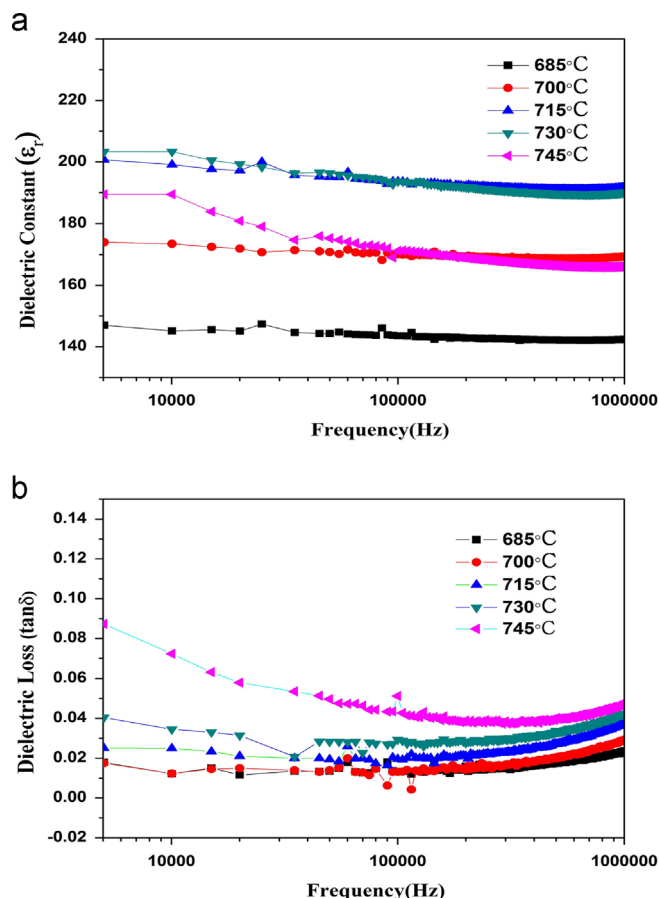 a
240
220
200
180
160
140
Dielectric Constant (εr)
685°C
700°C
715°C
730°C
745°C
10000
100000
1000000
Frequency(Hz)
b
0.14
0.12
0.10
0.08
0.06
0.04
0.02
0.00
-0.02
Dielectric Loss (tanδ)
685°C
700°C
715°C
730°C
745°C
10000
100000
1000000
Frequency(Hz)